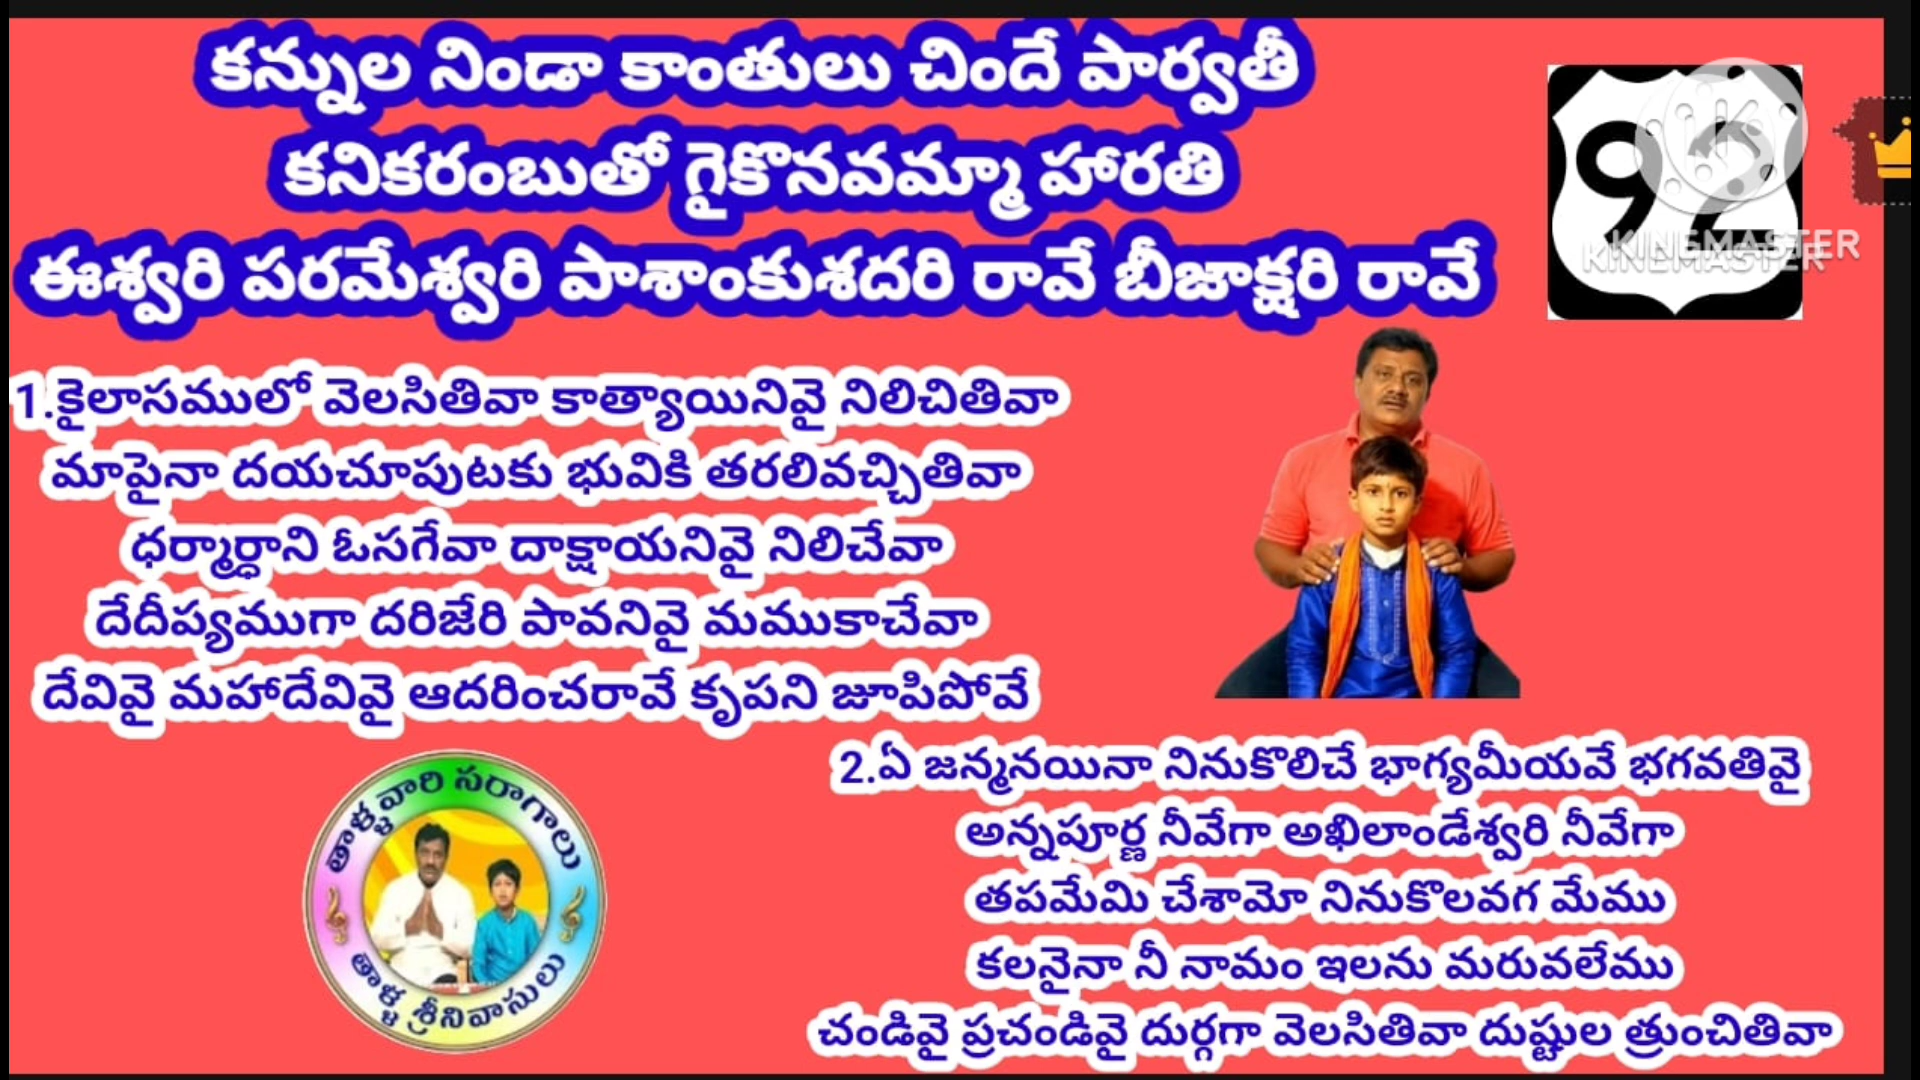 కన్నుల నిండా కాంతులు చిందే పార్వతీ
కనికరంబుతో గైకొనవమ్మా హారతి
ఈశ్వరి పరమేశ్వరి పాశాంకుశదరి రావే బీజాక్షరి రావే
92
KINEMASTER
KINEMASTER
1.కైలాసములో వెలసితివా కాత్యాయినివై నిలిచితివా
మాపైనా దయచూపుటకు భువికి తరలివచ్చితివా
ధర్మార్ధాని ఓసగేవా దాక్షాయనివై నిలిచేవా
దేదీప్యముగా దరిజేరి పావనివై మముకాచేవా
దేవివై మహాదేవివై ఆదరించరావే కృపని జూపిపోవే
తాళ్ళవారి సరాగాలు
తాళ్ళ శ్రీనివాసులు
2.ఏ జన్మనయినా నినుకొలిచే భాగ్యమీయవే భగవతివై
అన్నపూర్ణ నీవేగా అఖిలాండేశ్వరి నీవేగా
తపమేమి చేశామో నినుకొలవగ మేము
కలనైనా నీ నామం ఇలను మరువలేము
చండివై ప్రచండివై దుర్గగా వెలసితివా దుష్టుల త్రుంచితివా